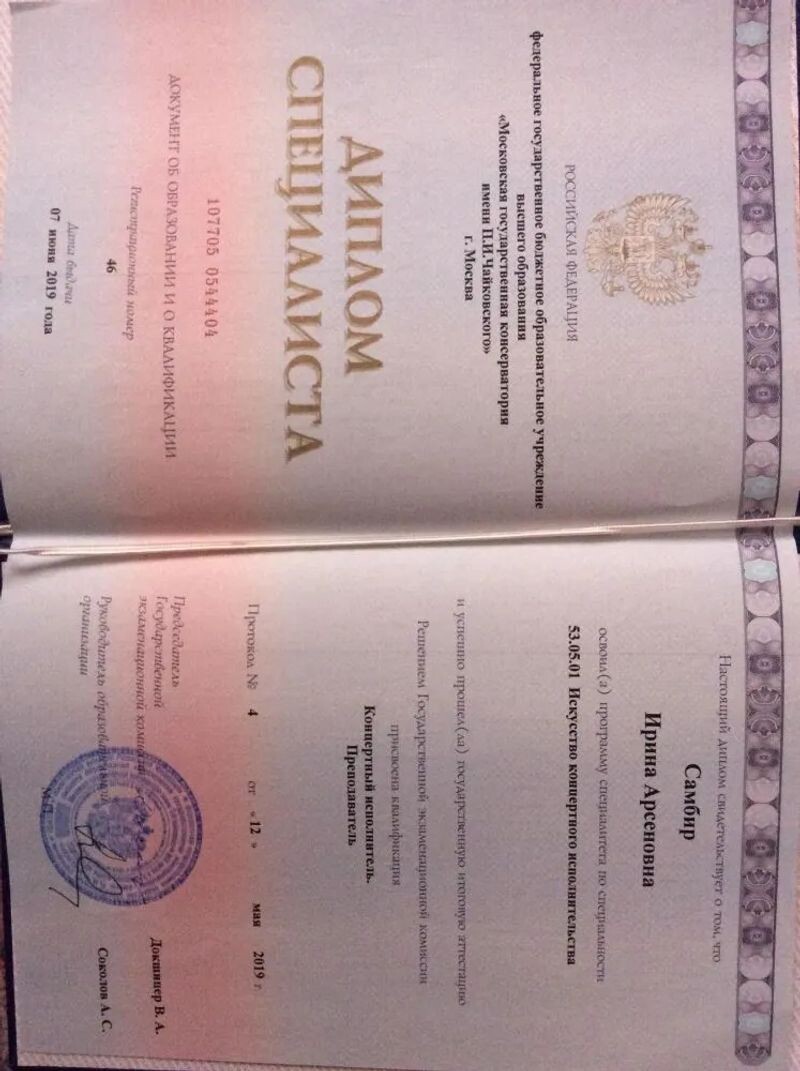 РОССИЙСКАЯ ФЕДЕРАЦИЯ
федеральное государственное бюджетное образовательное учреждение
высшего образования
«Московская государственная консерватория
имени П.И.Чайковского»
г. Москва
ДИПЛОМ
СПЕЦИАЛИСТА
107705 0544404
ДОКУМЕНТ ОБ ОБРАЗОВАНИИ И О КВАЛИФИКАЦИИ
Регистрационный номер
46
Дата выдачи
07 июня 2019 года
Настоящий диплом свидетельствует о том, что
Самбир
Ирина Арсеновна
освоил(а) программу специалитета по специальности
53.05.01 Искусство концертного исполнительства
и успешно прошел(ла) государственную итоговую аттестацию
Решением Государственной экзаменационной комиссии
присвоена квалификация
Концертный исполнитель.
Преподаватель
Протокол № 4 от «12» мая 2019 г.
Председатель
Государственной
экзаменационной комиссии
Докшицер В. А.
Руководитель образовательной
организации
Соколов А. С.
М.П.